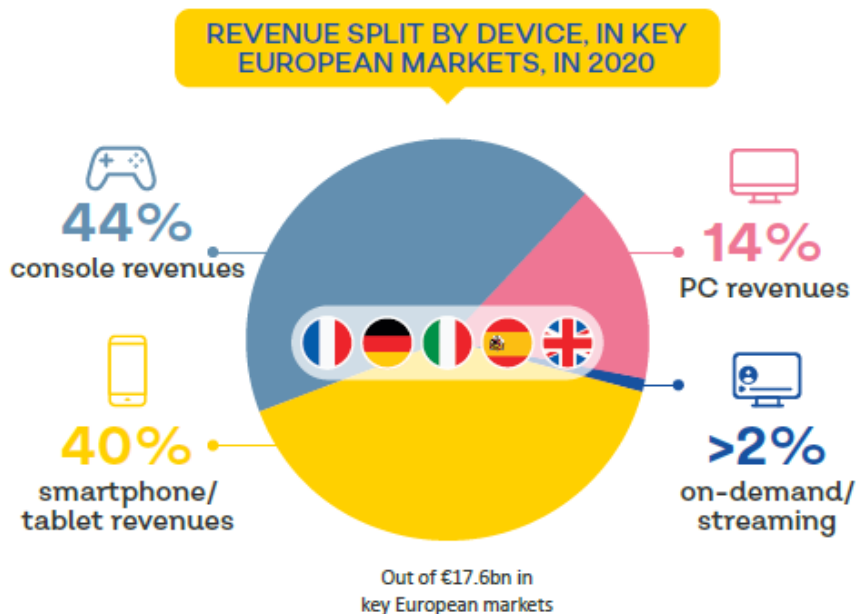 REVENUE SPLIT BY DEVICE, IN KEY
EUROPEAN MARKETS, IN 2020
44%
console revenues
14%
PC revenues
40%
smartphone/
tablet revenues
>2%
on-demand/
streaming
Out of €17.6bn in
key European markets